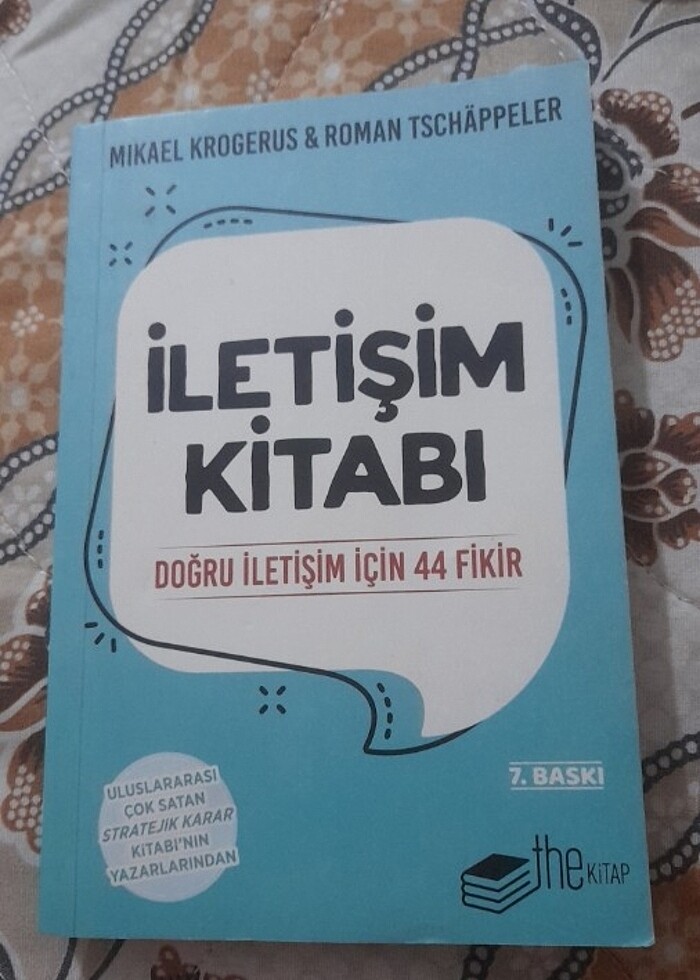 MIKAEL KROGERUS & ROMAN TSCHÄPPELER
İLETİŞİM
KİTABI
DOĞRU İLETİŞİM İÇİN 44 FİKİR
7. BASKI
ULUSLARARASI
ÇOK SATAN
STRATEJİK KARAR
KİTABI'NIN
YAZARLARINDAN
the KİTAP